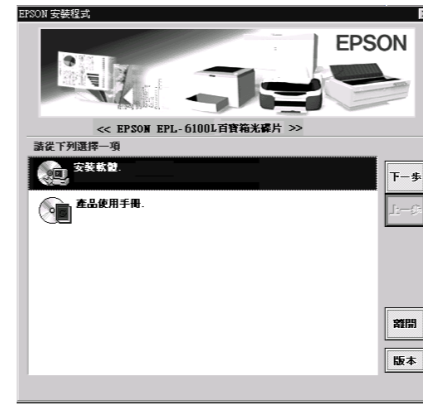 EPSON 安裝程式
EPSON
<< EPSON EPL-6100L百寶箱光碟片 >>
請從下列選擇一項
安裝軟體.
產品使用手冊.
下一步
上一步
離開
版本